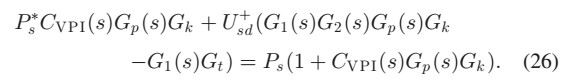 P_s^* C_{VPI}(s)G_p(s)G_k + U_{sd}^+(G_1(s)G_2(s)G_p(s)G_k
-G_1(s)G_t) = P_s(1 + C_{VPI}(s)G_p(s)G_k). (26)